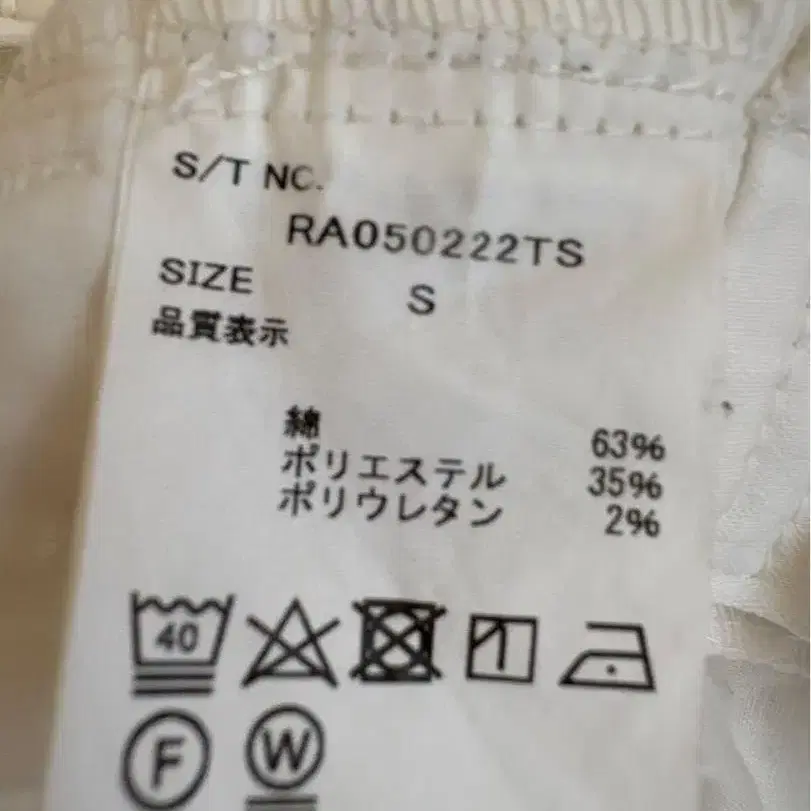 S/T NO.
RA050222TS
SIZE S
品質表示
綿 63%
ポリエステル 35%
ポリウレタン 2%
40
F W